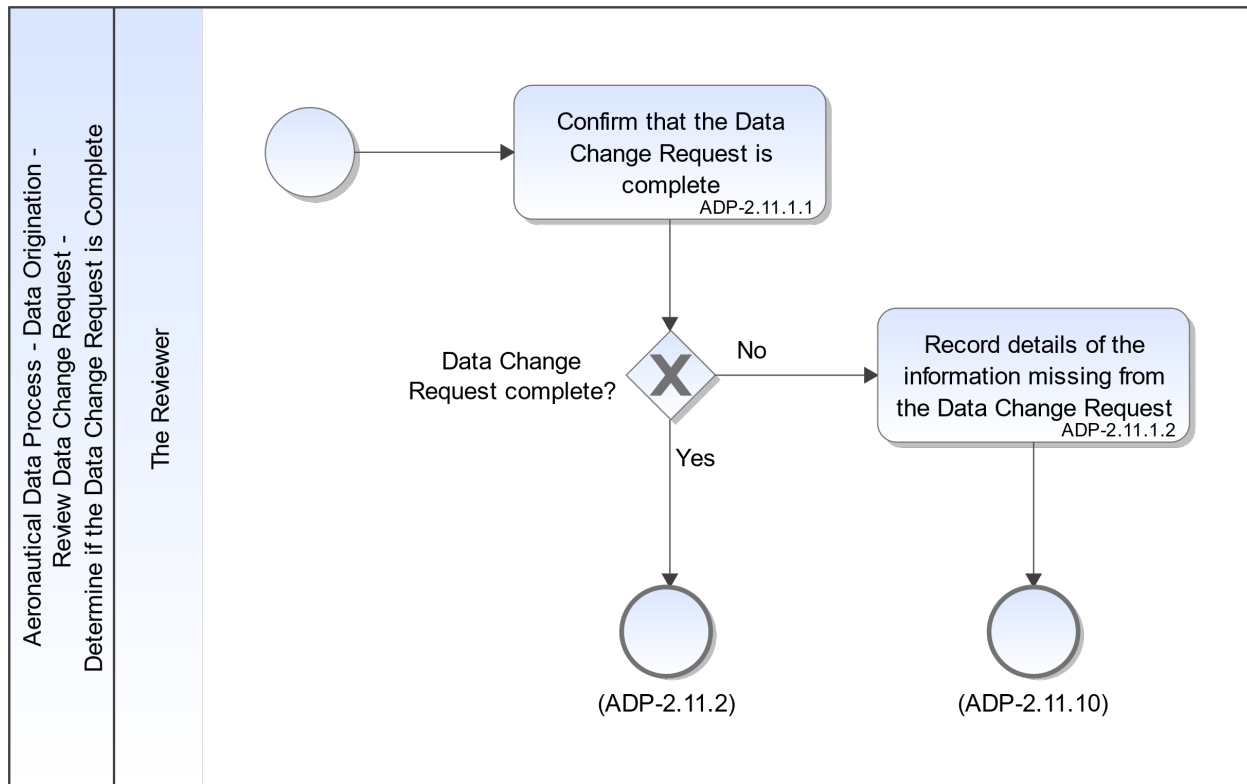 Aeronautical Data Process - Data Origination -
Review Data Change Request -
Determine if the Data Change Request is Complete
The Reviewer
Confirm that the Data
Change Request is
complete
ADP-2.11.1.1
Data Change
Request complete?
X
No
Record details of the
information missing from
the Data Change Request
ADP-2.11.1.2
Yes
(ADP-2.11.2)
(ADP-2.11.10)